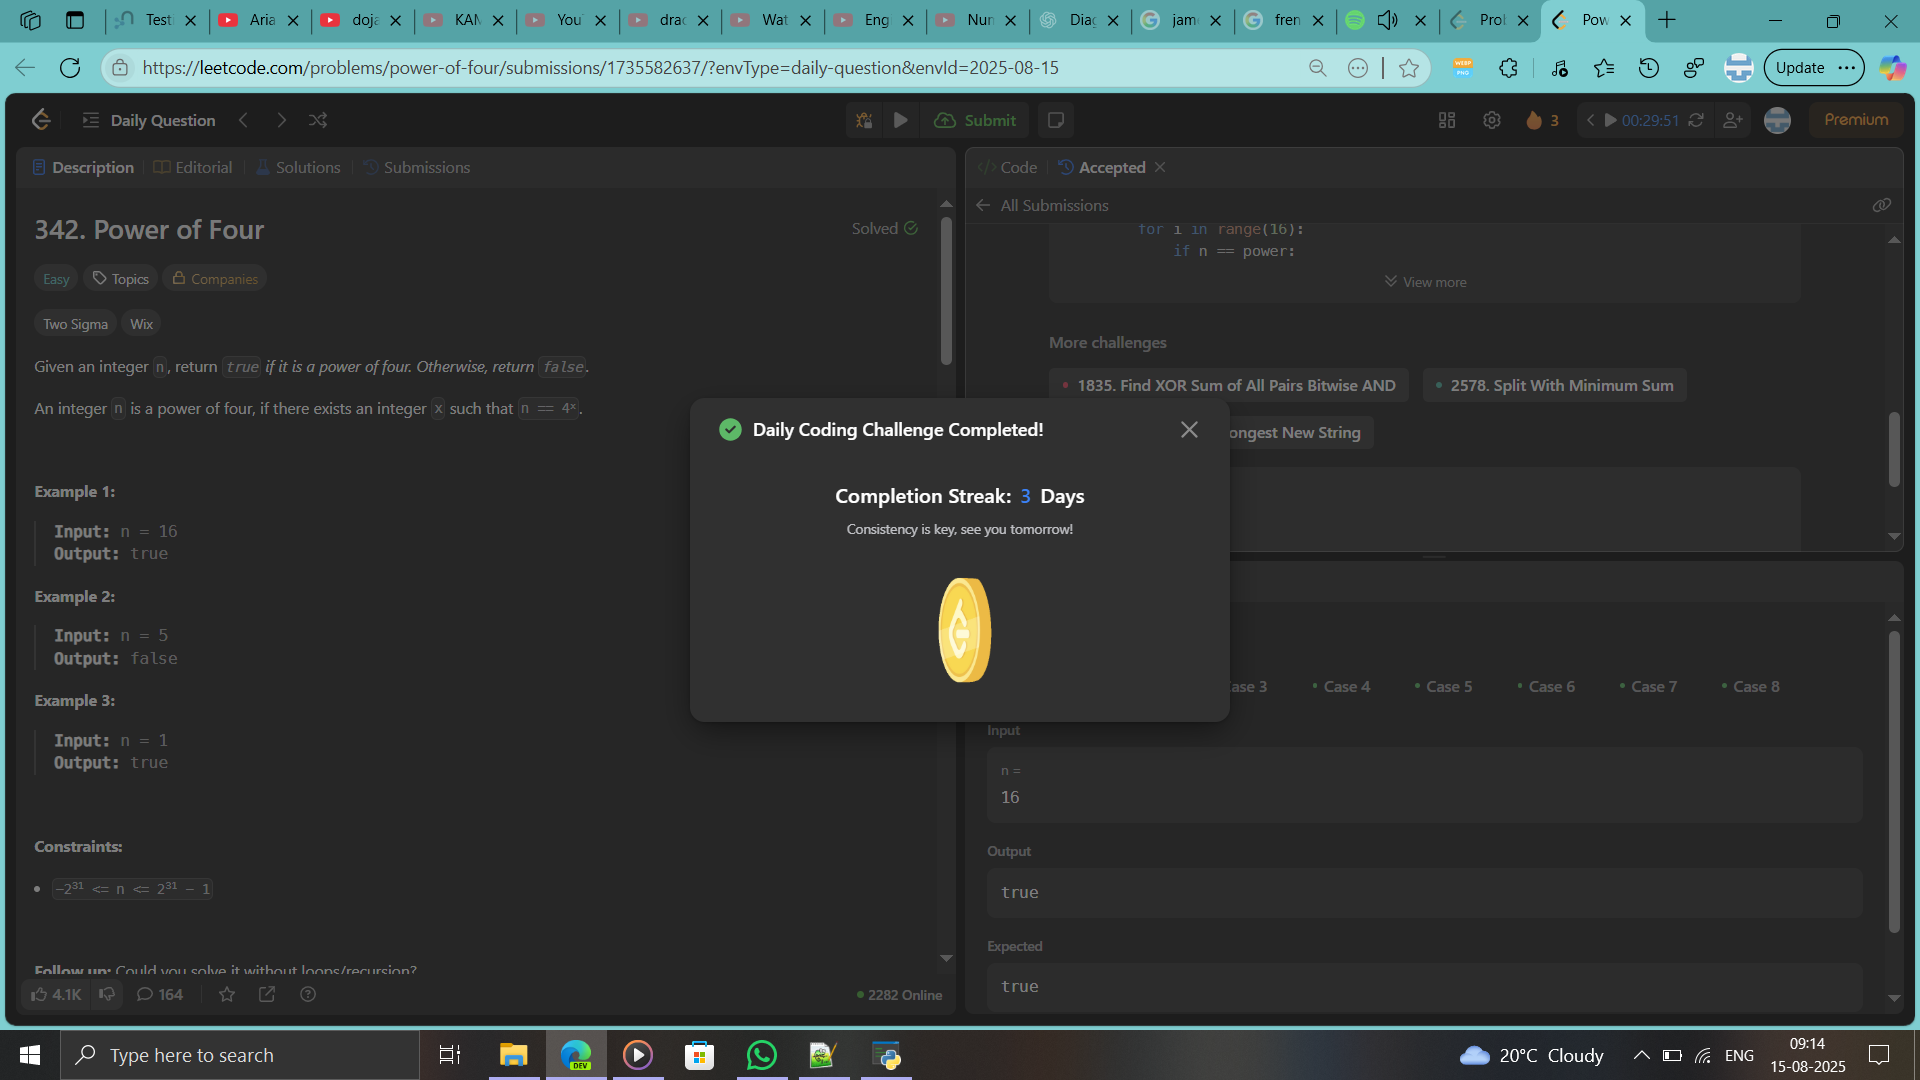 Test
Aria
doja
KAM
You
drac
Wat
Eng
Nur
Diag
jame
fren
Prol
Pow
https://leetcode.com/problems/power-of-four/submissions/1735582637/?envType=daily-question&envId=2025-08-15
WEBP
PNG
Update
Daily Question
Submit
3
00:29:51
Premium
Description
Editorial
Solutions
Submissions
342. Power of Four
Solved
Easy
Topics
Companies
Two Sigma
Wix
Given an integer n, return true if it is a power of four. Otherwise, return false.
An integer n is a power of four, if there exists an integer x such that n == 4ˣ.
Example 1:
Input: n = 16
Output: true
Example 2:
Input: n = 5
Output: false
Example 3:
Input: n = 1
Output: true
Constraints:
• -2³¹ <= n <= 2³¹ - 1
Follow up: Could you solve it without loops/recursion?
4.1K
164
2282 Online
</> Code
Accepted
All Submissions
for i in range(16):
if n == power:
View more
More challenges
1835. Find XOR Sum of All Pairs Bitwise AND
2578. Split With Minimum Sum
ongest New String
Daily Coding Challenge Completed!
Completion Streak: 3 Days
Consistency is key, see you tomorrow!
ase 3
Case 4
Case 5
Case 6
Case 7
Case 8
Input
n =
16
Output
true
Expected
true
Type here to search
DEV
20°C Cloudy
ENG
09:14
15-08-2025